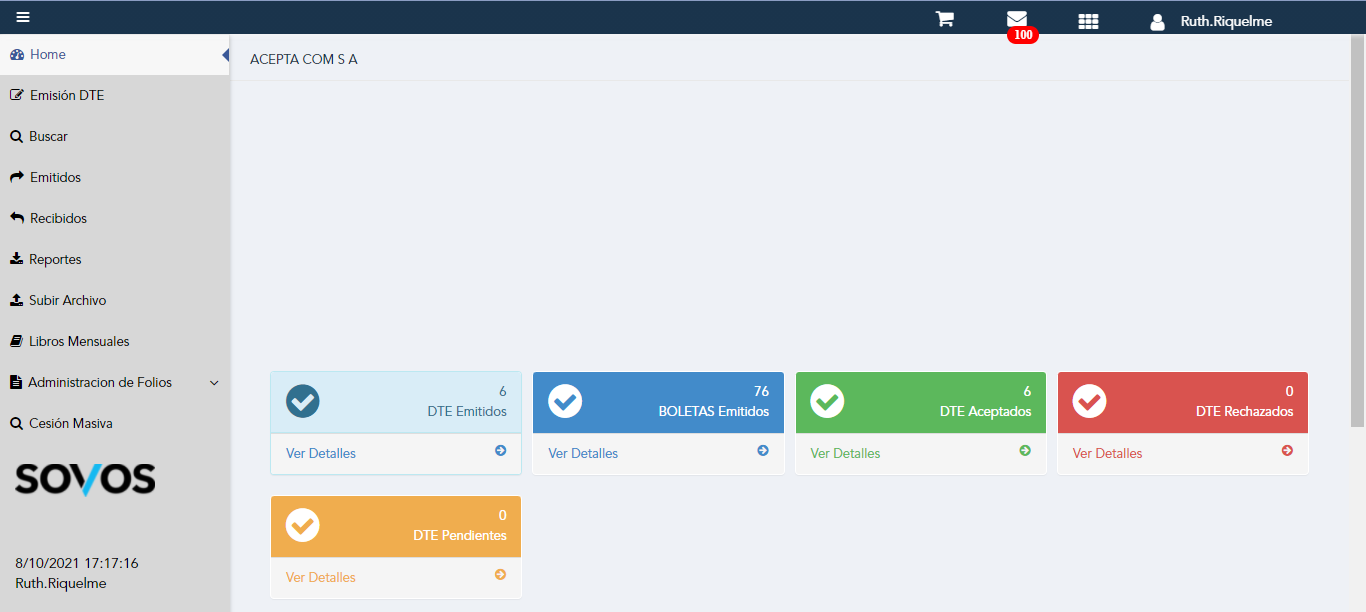 Ruth.Riquelme
100
Home
ACEPTA COM S A
Emisión DTE
Buscar
Emitidos
Recibidos
Reportes
Subir Archivo
Libros Mensuales
Administracion de Folios
Cesión Masiva
SOVOS
8/10/2021 17:17:16
Ruth.Riquelme
6
DTE Emitidos
Ver Detalles
76
BOLETAS Emitidos
Ver Detalles
6
DTE Aceptados
Ver Detalles
0
DTE Rechazados
Ver Detalles
0
DTE Pendientes
Ver Detalles